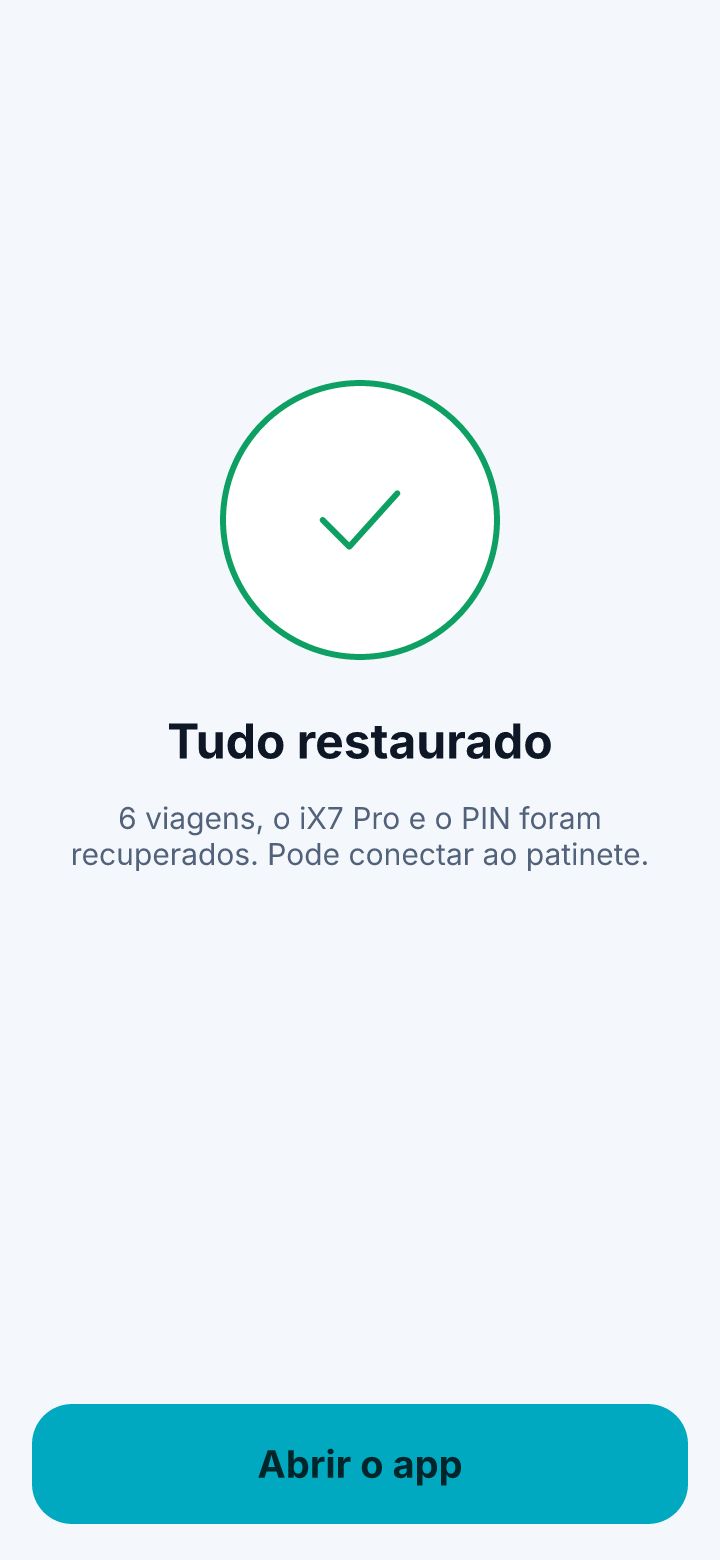 Tudo restaurado
6 viagens, o iX7 Pro e o PIN foram
recuperados. Pode conectar ao patinete.
Abrir o app